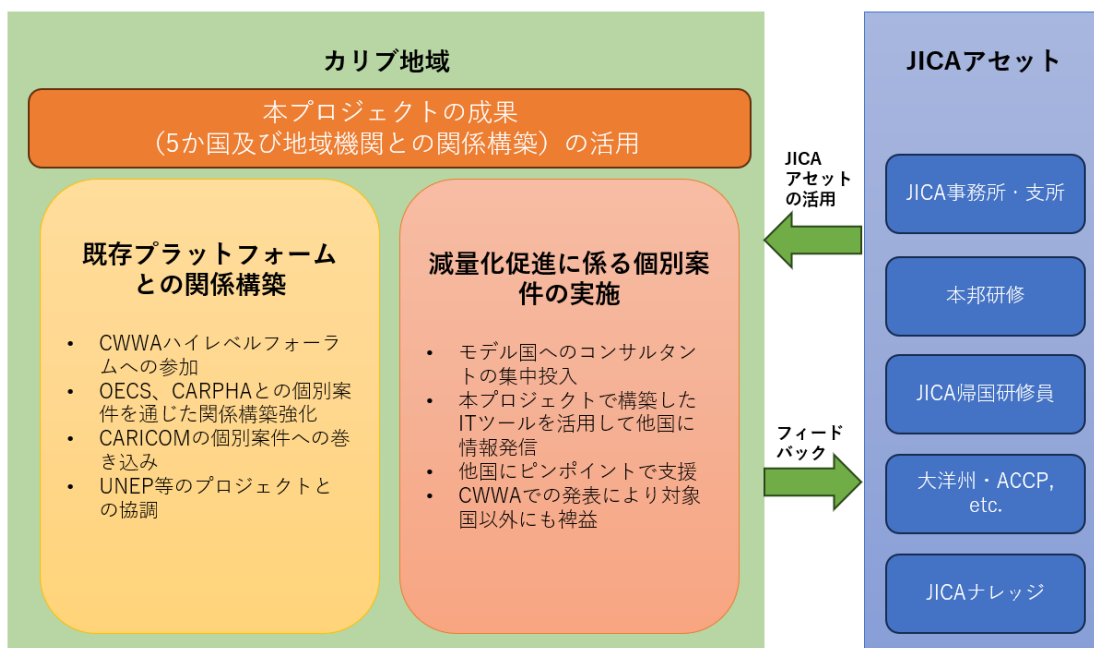 カリブ地域
本プロジェクトの成果
（5か国及び地域機関との関係構築）の活用
既存プラットフォーム
との関係構築
• CWWAハイレベルフォーラ
ムへの参加
• OECS、CARPHAとの個別案
件を通じた関係構築強化
• CARICOMの個別案件への巻
き込み
• UNEP等のプロジェクトと
の協調
減量化促進に係る個別案
件の実施
• モデル国へのコンサルタン
トの集中投入
• 本プロジェクトで構築した
ITツールを活用して他国に
情報発信
• 他国にピンポイントで支援
• CWWAでの発表により対象
国以外にも裨益
JICA
アセット
の活用
フィード
バック
JICAアセット
JICA事務所・支所
本邦研修
JICA帰国研修員
大洋州・ACCP,
etc.
JICAナレッジ